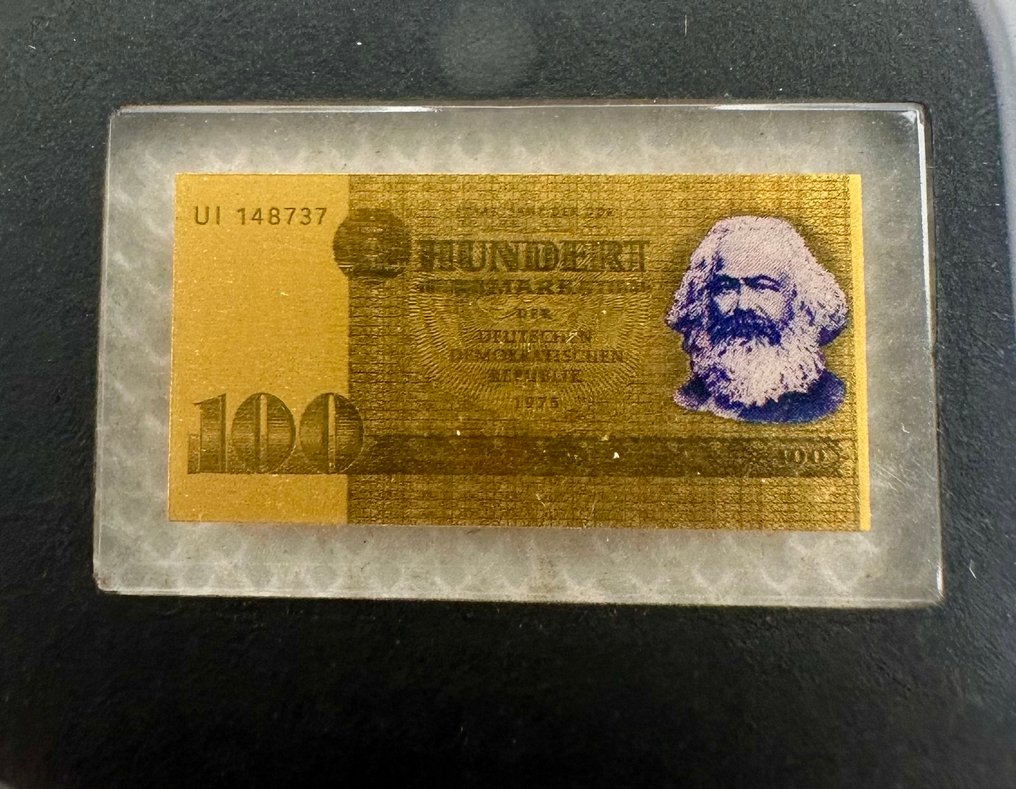 UI 148737
HUNDERT
DER
DEUTSCHEN
DEMOKRATISCHEN
REPUBLIK
1975
100
100